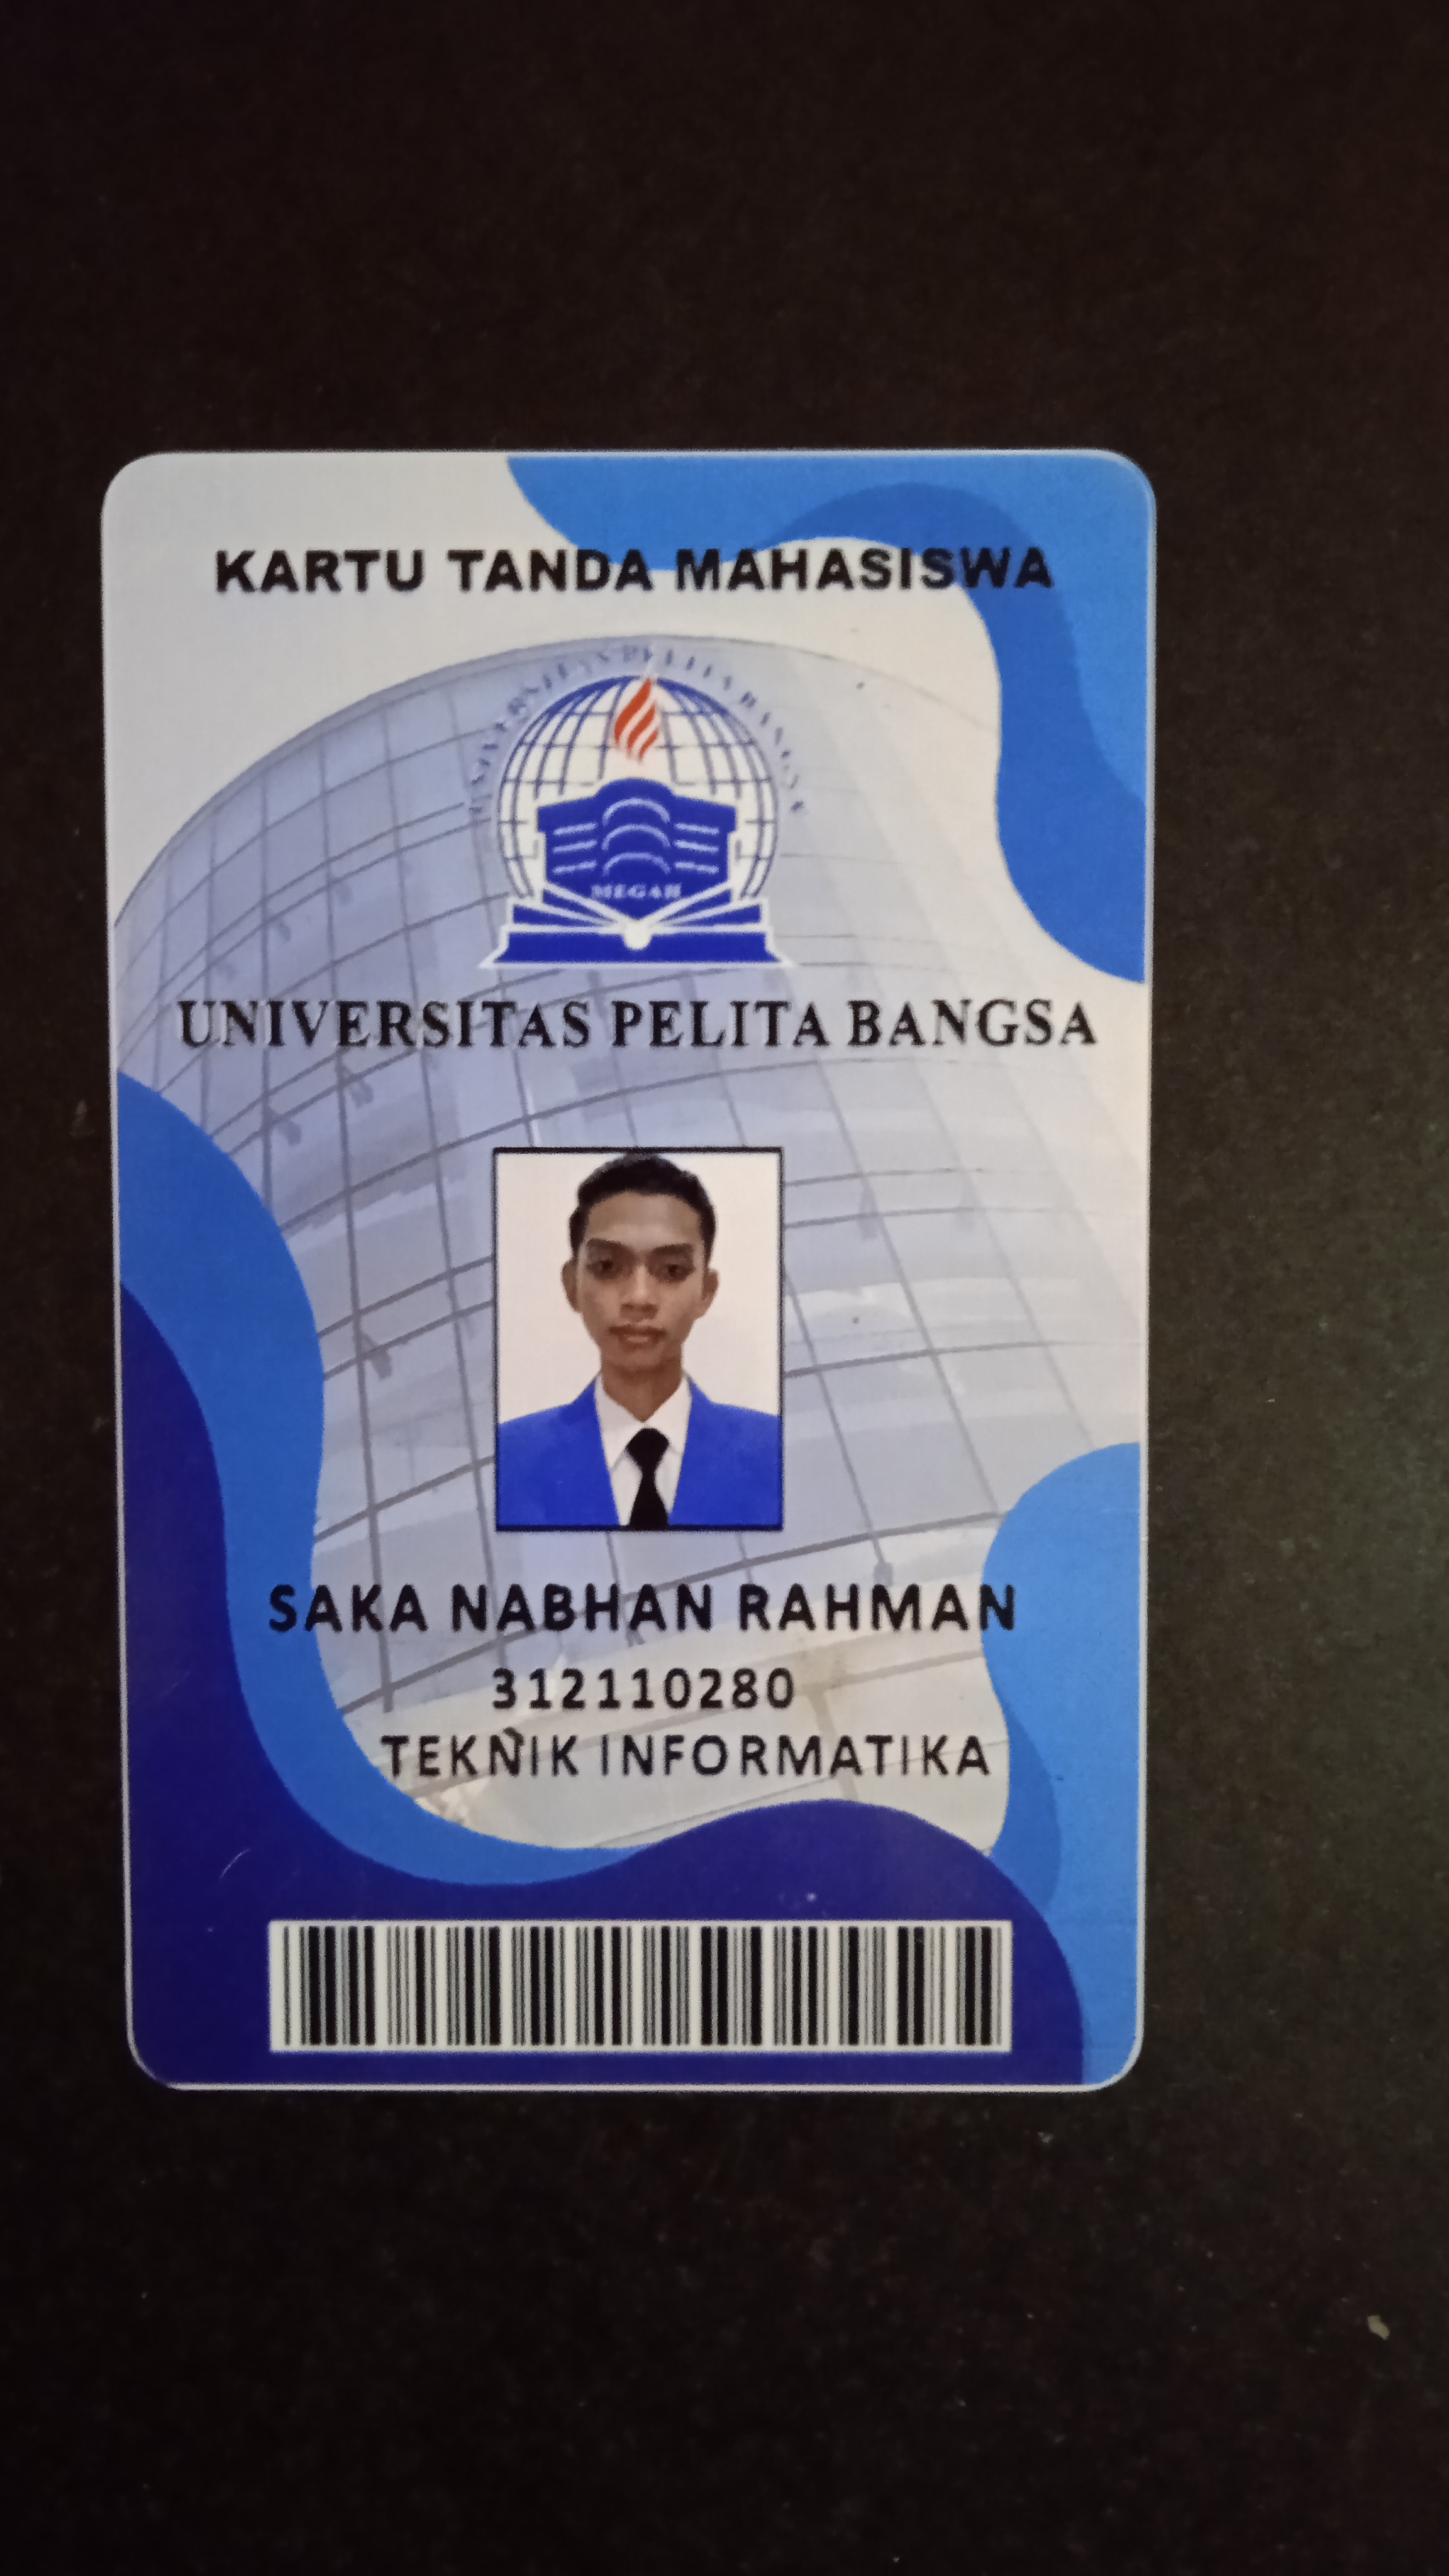 KARTU TANDA MAHASISWA
UNIVERSITAS PELITA BANGSA
MEGAH
UNIVERSITAS PELITA BANGSA
SAKA NABHAN RAHMAN
312110280
TEKNIK INFORMATIKA